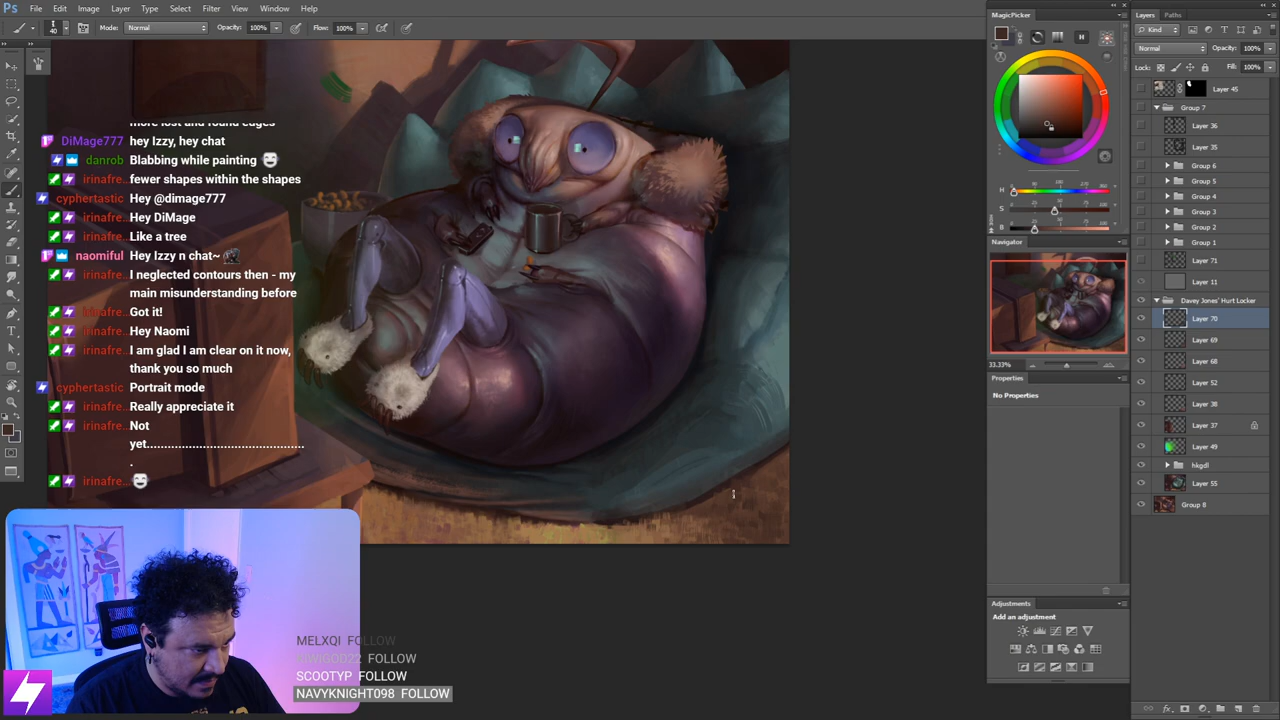 Ps File Edit Image Layer Type Select Filter 3D View Window Help
40 Mode: Normal Opacity: 100% Flow: 100%
more lost and found edges
DiMage777 hey Izzy, hey chat
danrob Blabbing while painting
irinafre.. fewer shapes within the shapes
cyphertastic Hey @dimage777
irinafre.. Hey DiMage
irinafre.. Like a tree
naomiful Hey Izzy n chat~
irinafre.. I neglected contours then - my
main misunderstanding before
irinafre.. Got it!
irinafre.. Hey Naomi
irinafre.. I am glad I am clear on it now,
thank you so much
cyphertastic Portrait mode
irinafre.. Really appreciate it
irinafre.. Not
yet..........................................
.
irinafre..
MELXQI FOLLOW
FOLLOW
SCOOTYP FOLLOW
NAVYKNIGHT098 FOLLOW
MagicPicker
H
H
S
B
Navigator
33.33%
Properties
No Properties
Adjustments
Add an adjustment
Layers Paths
Kind
Normal Opacity: 100%
Lock: Fill: 100%
Layer 45
Group 7
Layer 36
Layer 35
Group 6
Group 5
Group 4
Group 3
Group 2
Group 1
Layer 71
Layer 11
Davey Jones' Hurt Locker
Layer 70
Layer 69
Layer 68
Layer 52
Layer 38
Layer 37
Layer 49
hkgdl
Layer 55
Group 8
fx